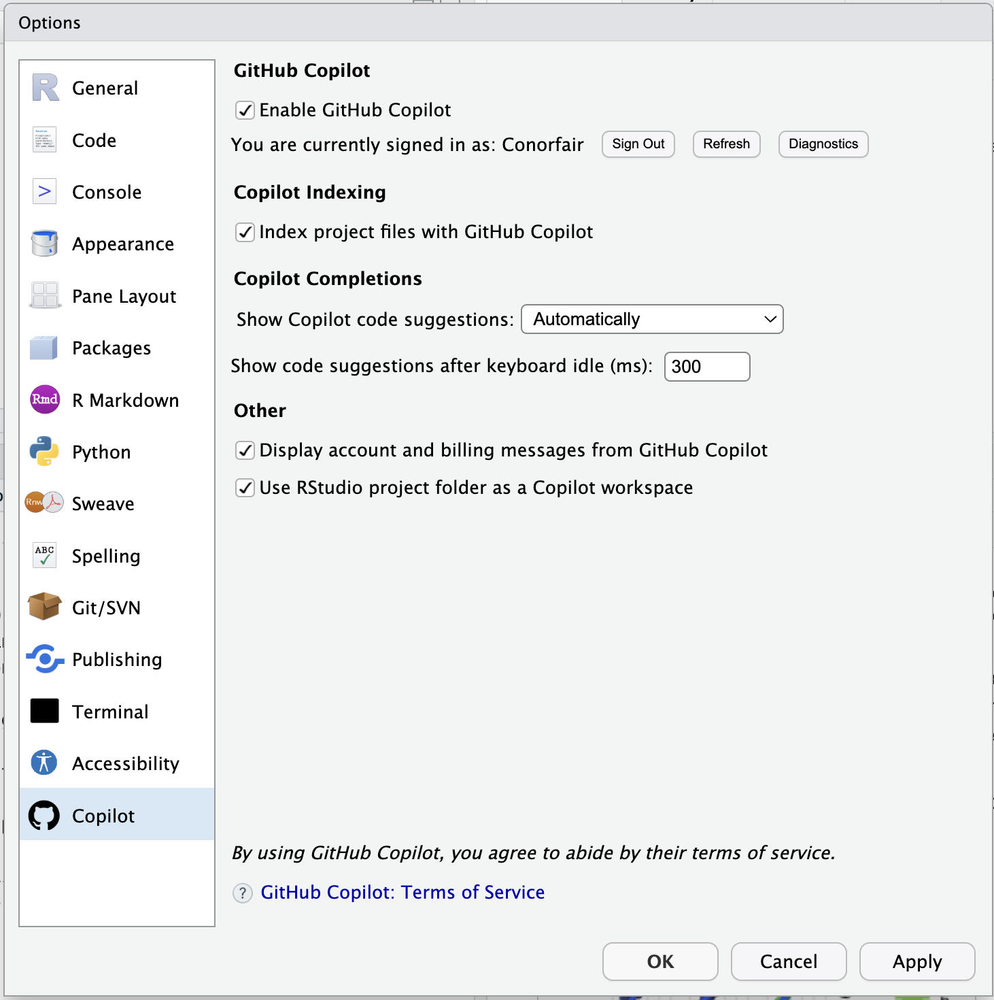 Options
General
Code
Console
Appearance
Pane Layout
Packages
Rmd
R Markdown
Python
Rnw
Sweave
ABC
Spelling
Git/SVN
Publishing
Terminal
Accessibility
Copilot
GitHub Copilot
Enable GitHub Copilot
You are currently signed in as: Conorfair Sign Out Refresh Diagnostics
Copilot Indexing
Index project files with GitHub Copilot
Copilot Completions
Show Copilot code suggestions: Automatically
Show code suggestions after keyboard idle (ms): 300
Other
Display account and billing messages from GitHub Copilot
Use RStudio project folder as a Copilot workspace
By using GitHub Copilot, you agree to abide by their terms of service.
? GitHub Copilot: Terms of Service
OK Cancel Apply